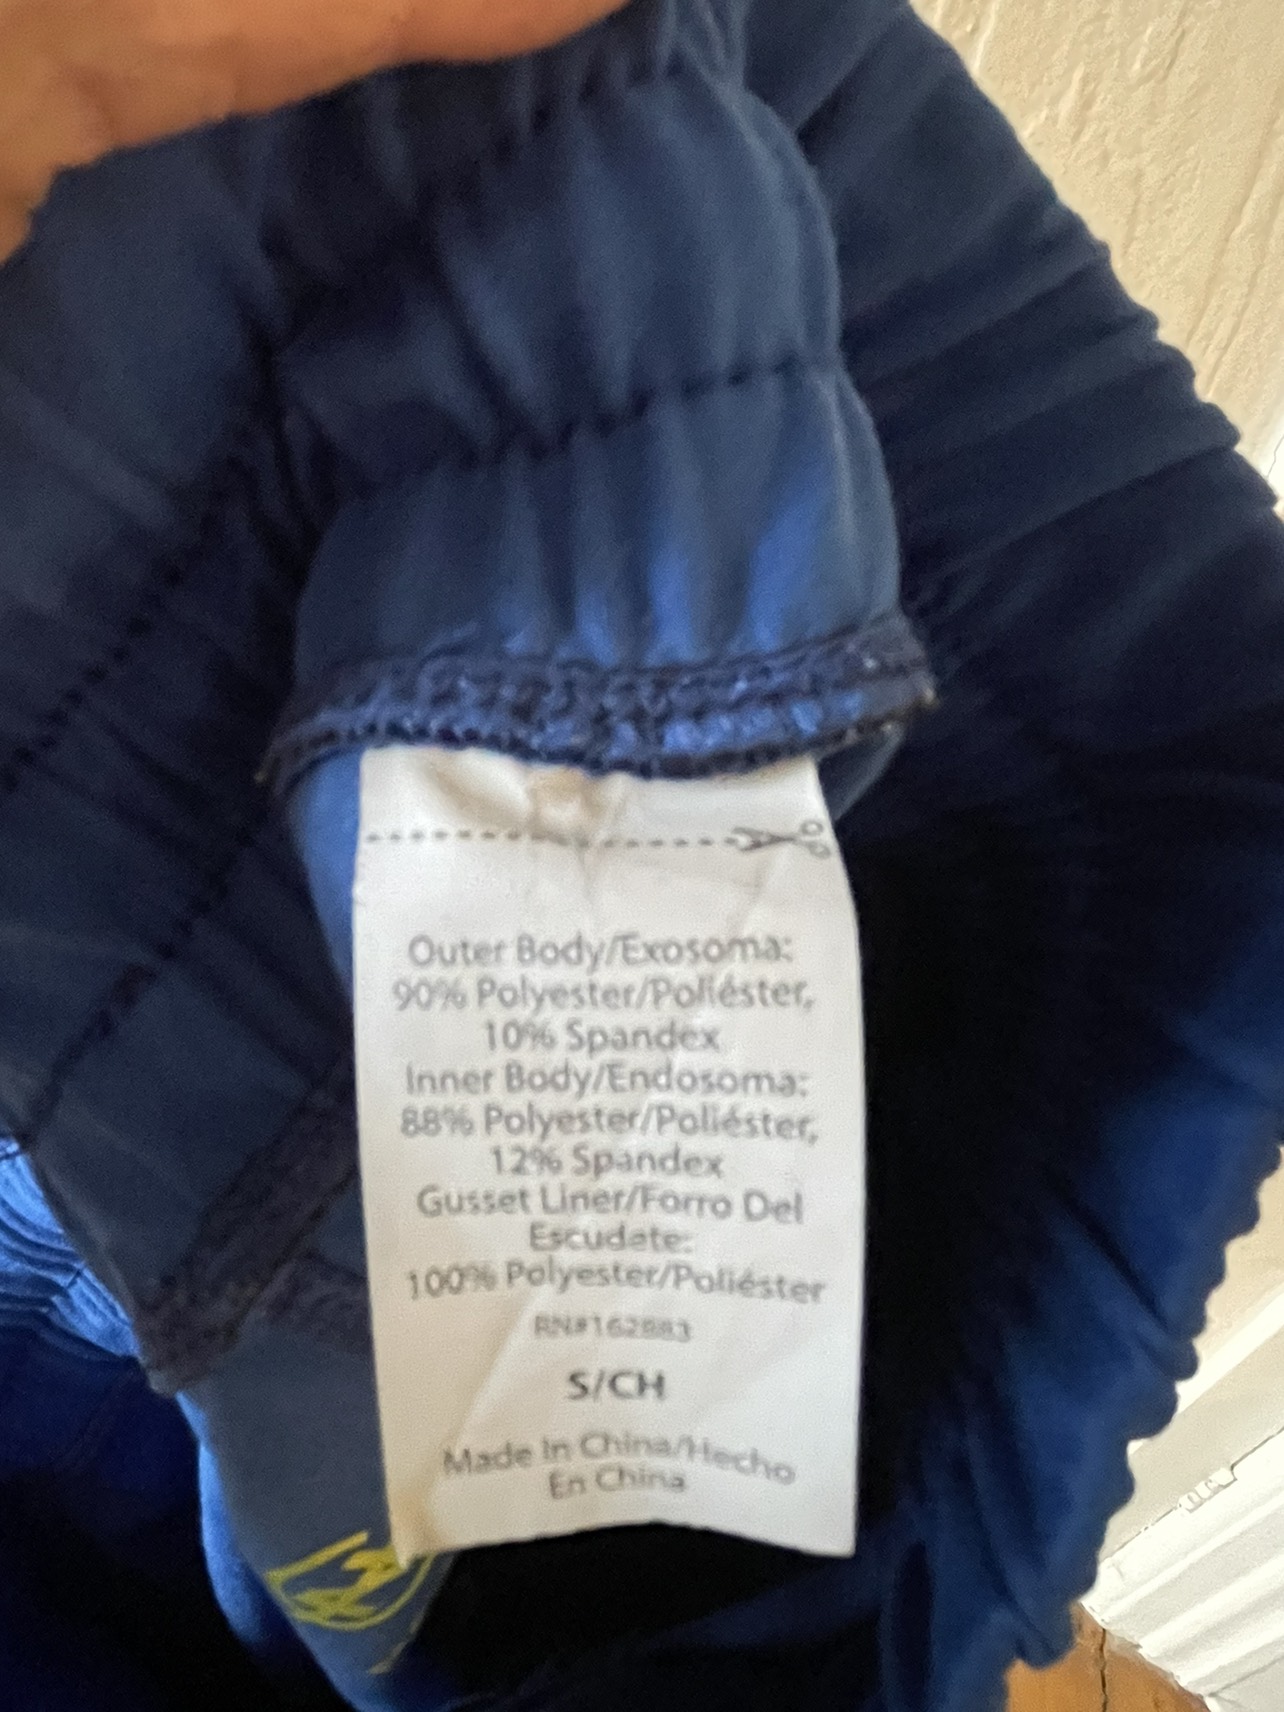 Outer Body/Exosoma:
90% Polyester/Poliéster,
10% Spandex
Inner Body/Endosoma:
88% Polyester/Poliéster,
12% Spandex
Gusset Liner/Forro Del
Escudete:
100% Polyester/Poliéster
RN#162883
S/CH
Made In China/Hecho
En China